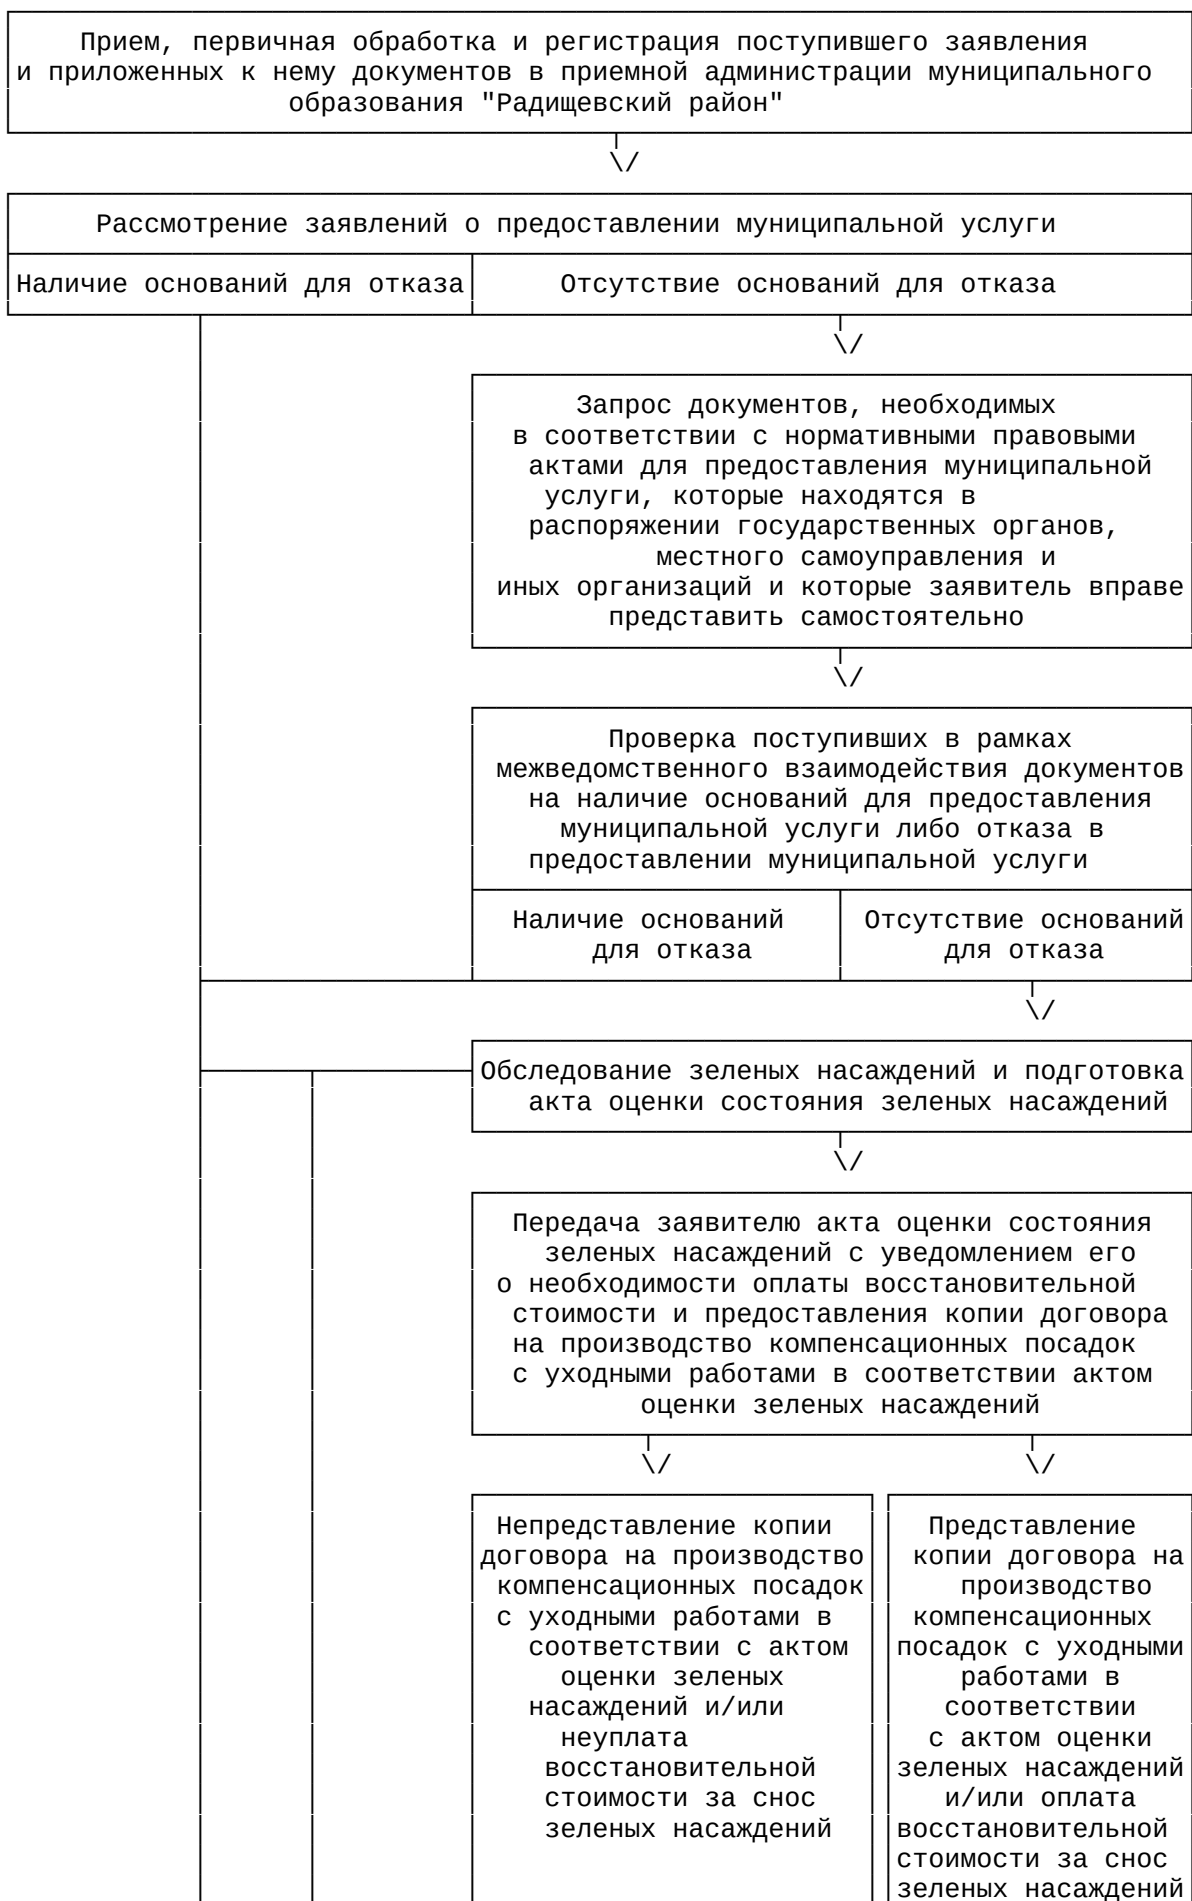 Прием, первичная обработка и регистрация поступившего заявления
и приложенных к нему документов в приемной администрации муниципального
образования "Радищевский район"
\/
Рассмотрение заявлений о предоставлении муниципальной услуги
Наличие оснований для отказа
Отсутствие оснований для отказа
\/
Запрос документов, необходимых
в соответствии с нормативными правовыми
актами для предоставления муниципальной
услуги, которые находятся в
распоряжении государственных органов,
местного самоуправления и
иных организаций и которые заявитель вправе
представить самостоятельно
\/
Проверка поступивших в рамках
межведомственного взаимодействия документов
на наличие оснований для предоставления
муниципальной услуги либо отказа в
предоставлении муниципальной услуги
Наличие оснований
для отказа
Отсутствие оснований
для отказа
\/
Обследование зеленых насаждений и подготовка
акта оценки состояния зеленых насаждений
\/
Передача заявителю акта оценки состояния
зеленых насаждений с уведомлением его
о необходимости оплаты восстановительной
стоимости и предоставления копии договора
на производство компенсационных посадок
с уходными работами в соответствии актом
оценки зеленых насаждений
\/ \/
Непредставление копии
договора на производство
компенсационных посадок
с уходными работами в
соответствии с актом
оценки зеленых
насаждений и/или
неуплата
восстановительной
стоимости за снос
зеленых насаждений
Представление
копии договора на
производство
компенсационных
посадок с уходными
работами в
соответствии
с актом оценки
зеленых насаждений
и/или оплата
восстановительной
стоимости за снос
зеленых насаждений